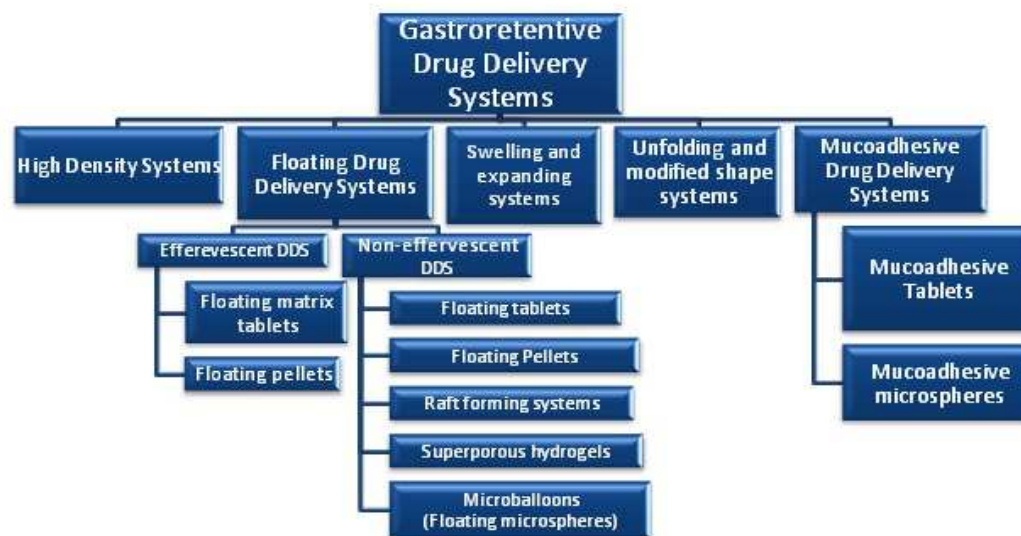 Gastroretentive
Drug Delivery
Systems
High Density Systems
Floating Drug
Delivery Systems
Swelling and
expanding
systems
Unfolding and
modified shape
systems
Mucoadhesive
Drug Delivery
Systems
Efferevescent DDS
Floating matrix
tablets
Floating pellets
Non-effervescent
DDS
Floating tablets
Floating Pellets
Raft forming systems
Superporous hydrogels
Microballoons
(Floating microspheres)
Mucoadhesive
Tablets
Mucoadhesive
microspheres